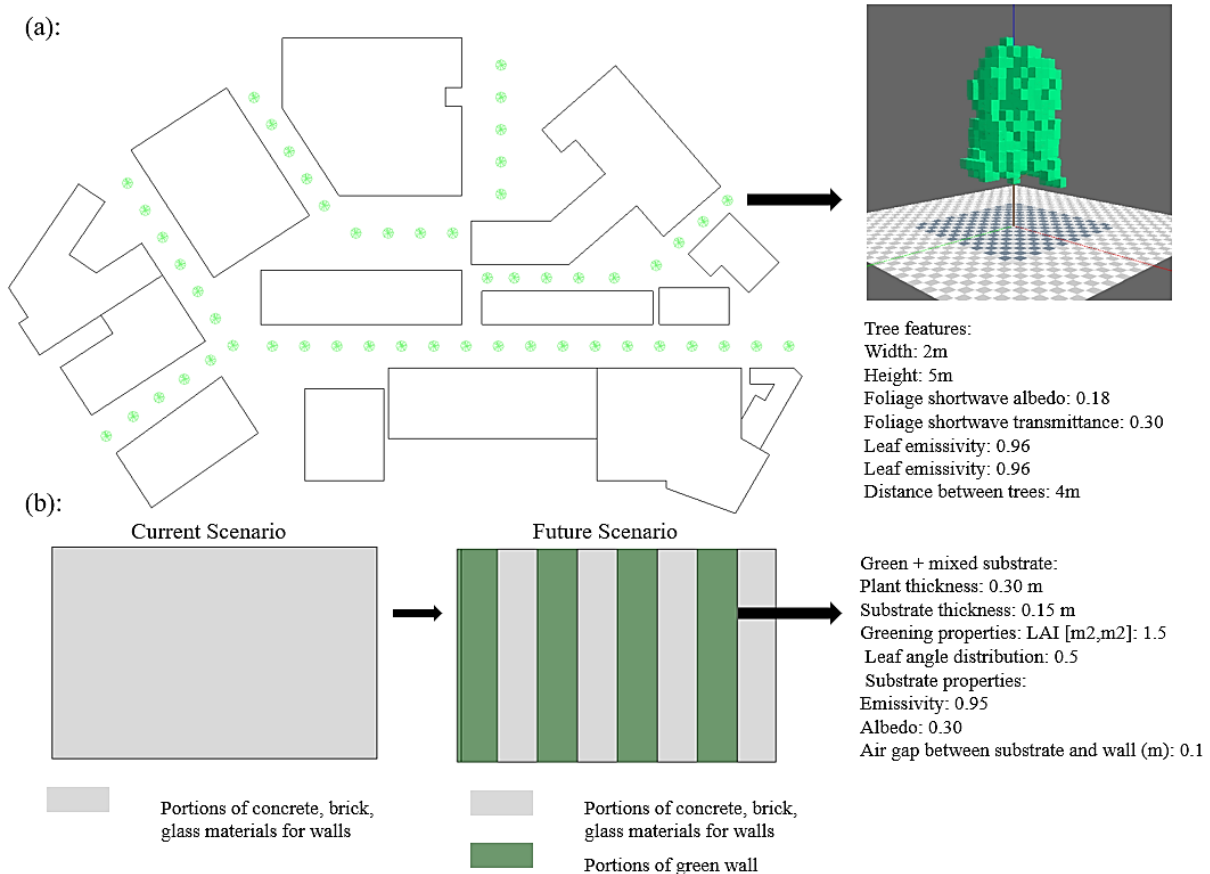 (a):
Tree features:
Width: 2m
Height: 5m
Foliage shortwave albedo: 0.18
Foliage shortwave transmittance: 0.30
Leaf emissivity: 0.96
Leaf emissivity: 0.96
Distance between trees: 4m
(b):
Current Scenario
Future Scenario
Green + mixed substrate:
Plant thickness: 0.30 m
Substrate thickness: 0.15 m
Greening properties: LAI [m2,m2]: 1.5
Leaf angle distribution: 0.5
Substrate properties:
Emissivity: 0.95
Albedo: 0.30
Air gap between substrate and wall (m): 0.1
Portions of concrete, brick,
glass materials for walls
Portions of concrete, brick,
glass materials for walls
Portions of green wall